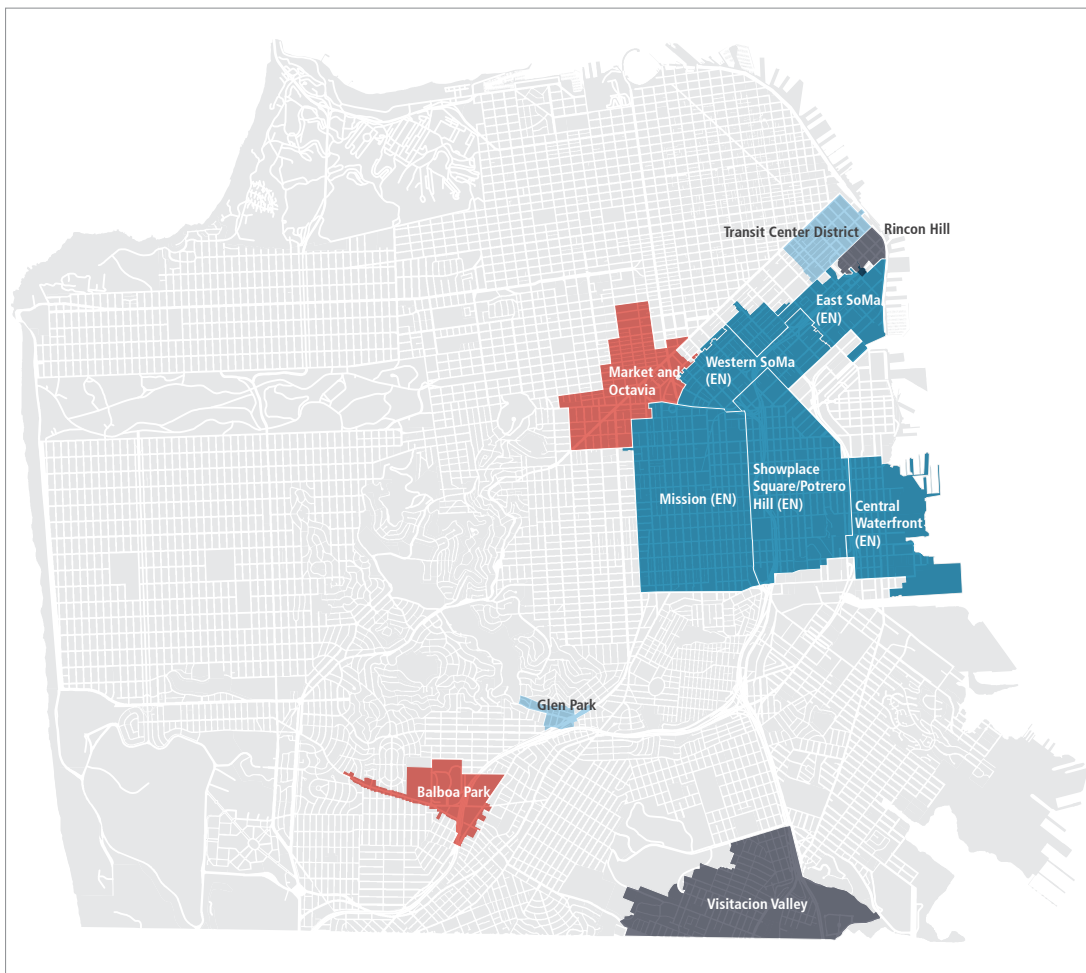 Transit Center District
Rincon Hill
East SoMa
(EN)
Western SoMa
(EN)
Market and
Octavia
Showplace
Square/Potrero
Hill (EN)
Mission (EN)
Central
Waterfront
(EN)
Glen Park
Balboa Park
Visitacion Valley